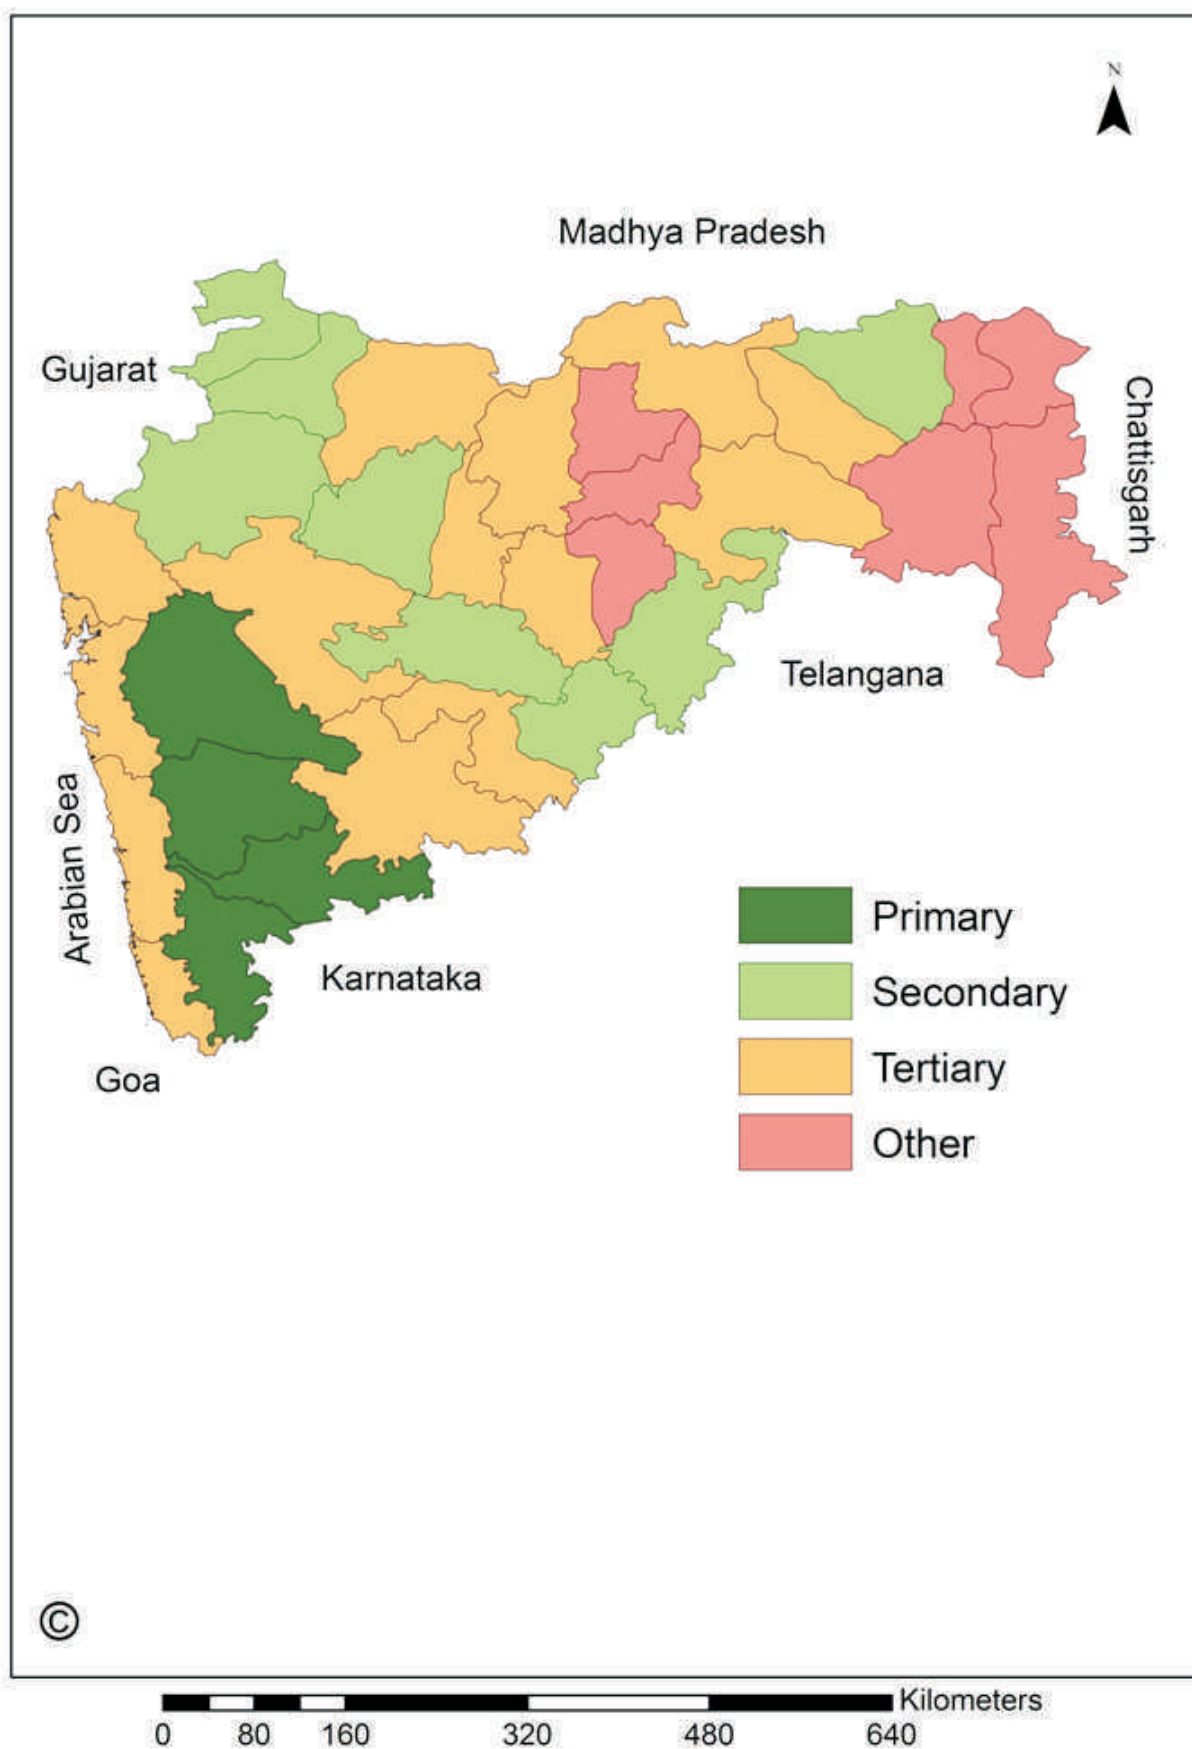 N
Madhya Pradesh
Gujarat
Chattisgarh
Telangana
Arabian Sea
Karnataka
Goa
Primary
Secondary
Tertiary
Other
©
Kilometers
0 80 160 320 480 640